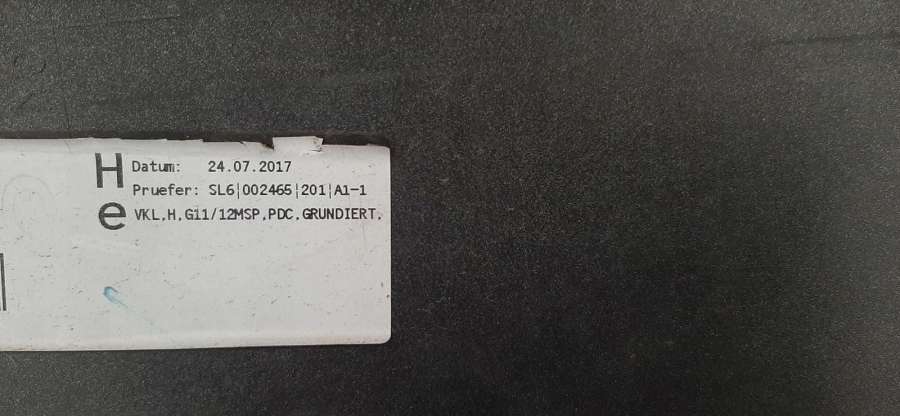 H Datum: 24.07.2017
Pruefer: SL6|002465|201|A1-1
e VKL,H,G11/12MSP,PDC,GRUNDIERT,